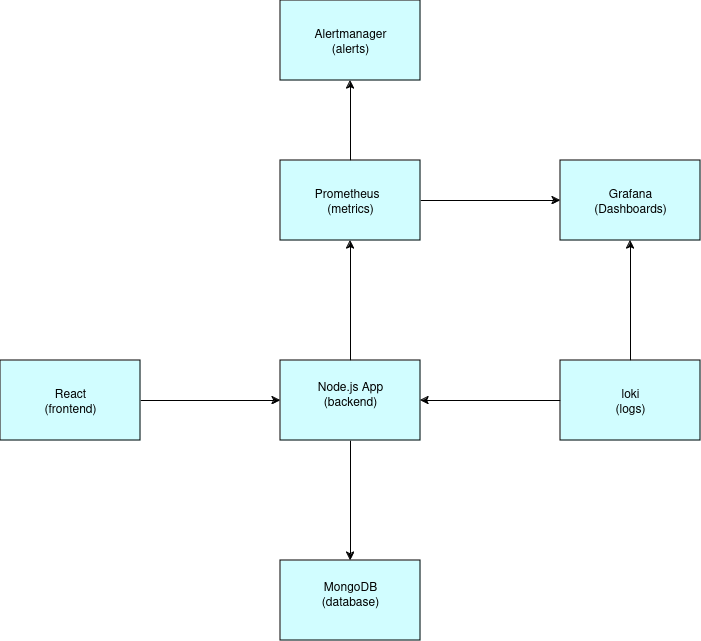 Alertmanager
(alerts)
Prometheus
(metrics)
Grafana
(Dashboards)
React
(frontend)
Node.js App
(backend)
loki
(logs)
MongoDB
(database)